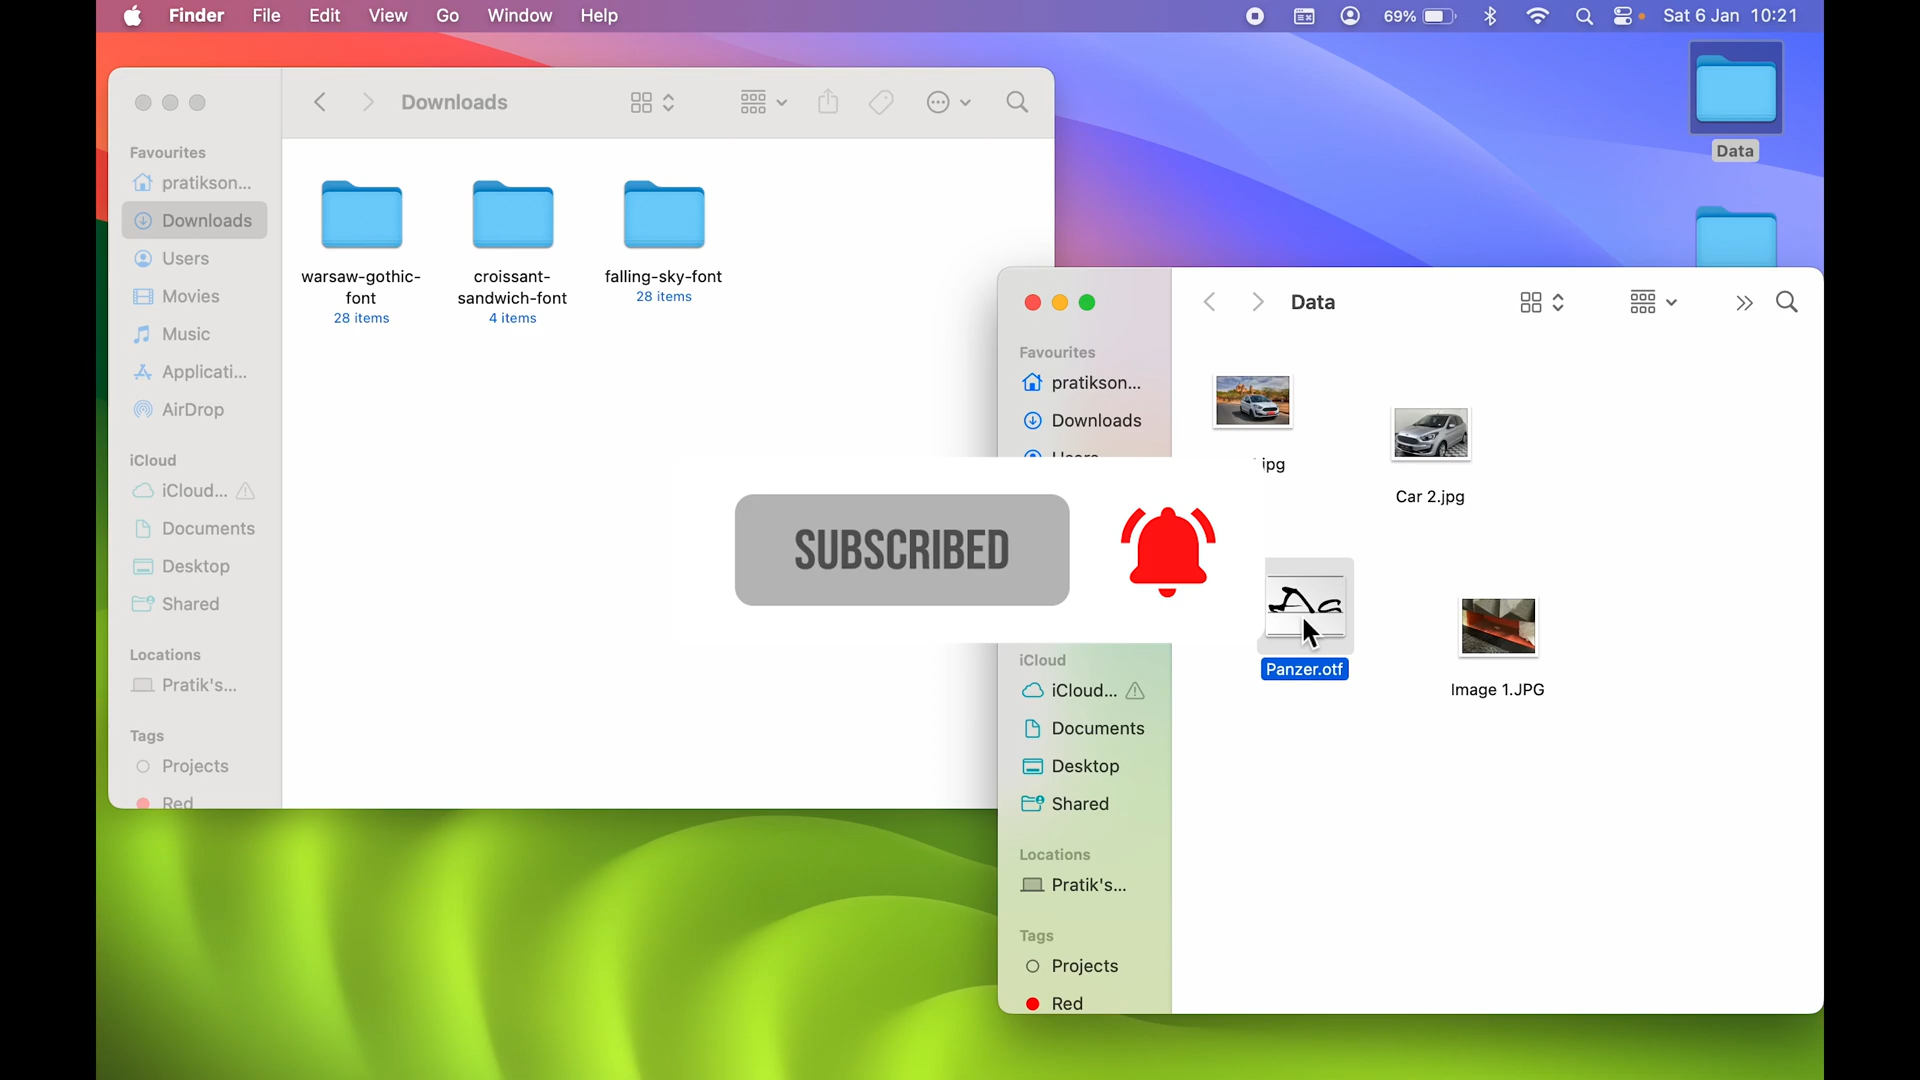 Finder File Edit View Go Window Help 69% Sat 6 Jan 10:21
Data
Downloads
Favourites
pratikson...
Downloads
Users
Movies
Music
Applicati...
AirDrop
iCloud
iCloud...
Documents
Desktop
Shared
Locations
Pratik's...
Tags
Projects
Red
warsaw-gothic-
font
28 items
croissant-
sandwich-font
4 items
falling-sky-font
28 items
Data
Favourites
pratikson...
Downloads
iCloud
iCloud...
Documents
Desktop
Shared
Locations
Pratik's...
Tags
Projects
Red
.jpg
Car 2.jpg
Panzer.otf
Image 1.JPG
SUBSCRIBED